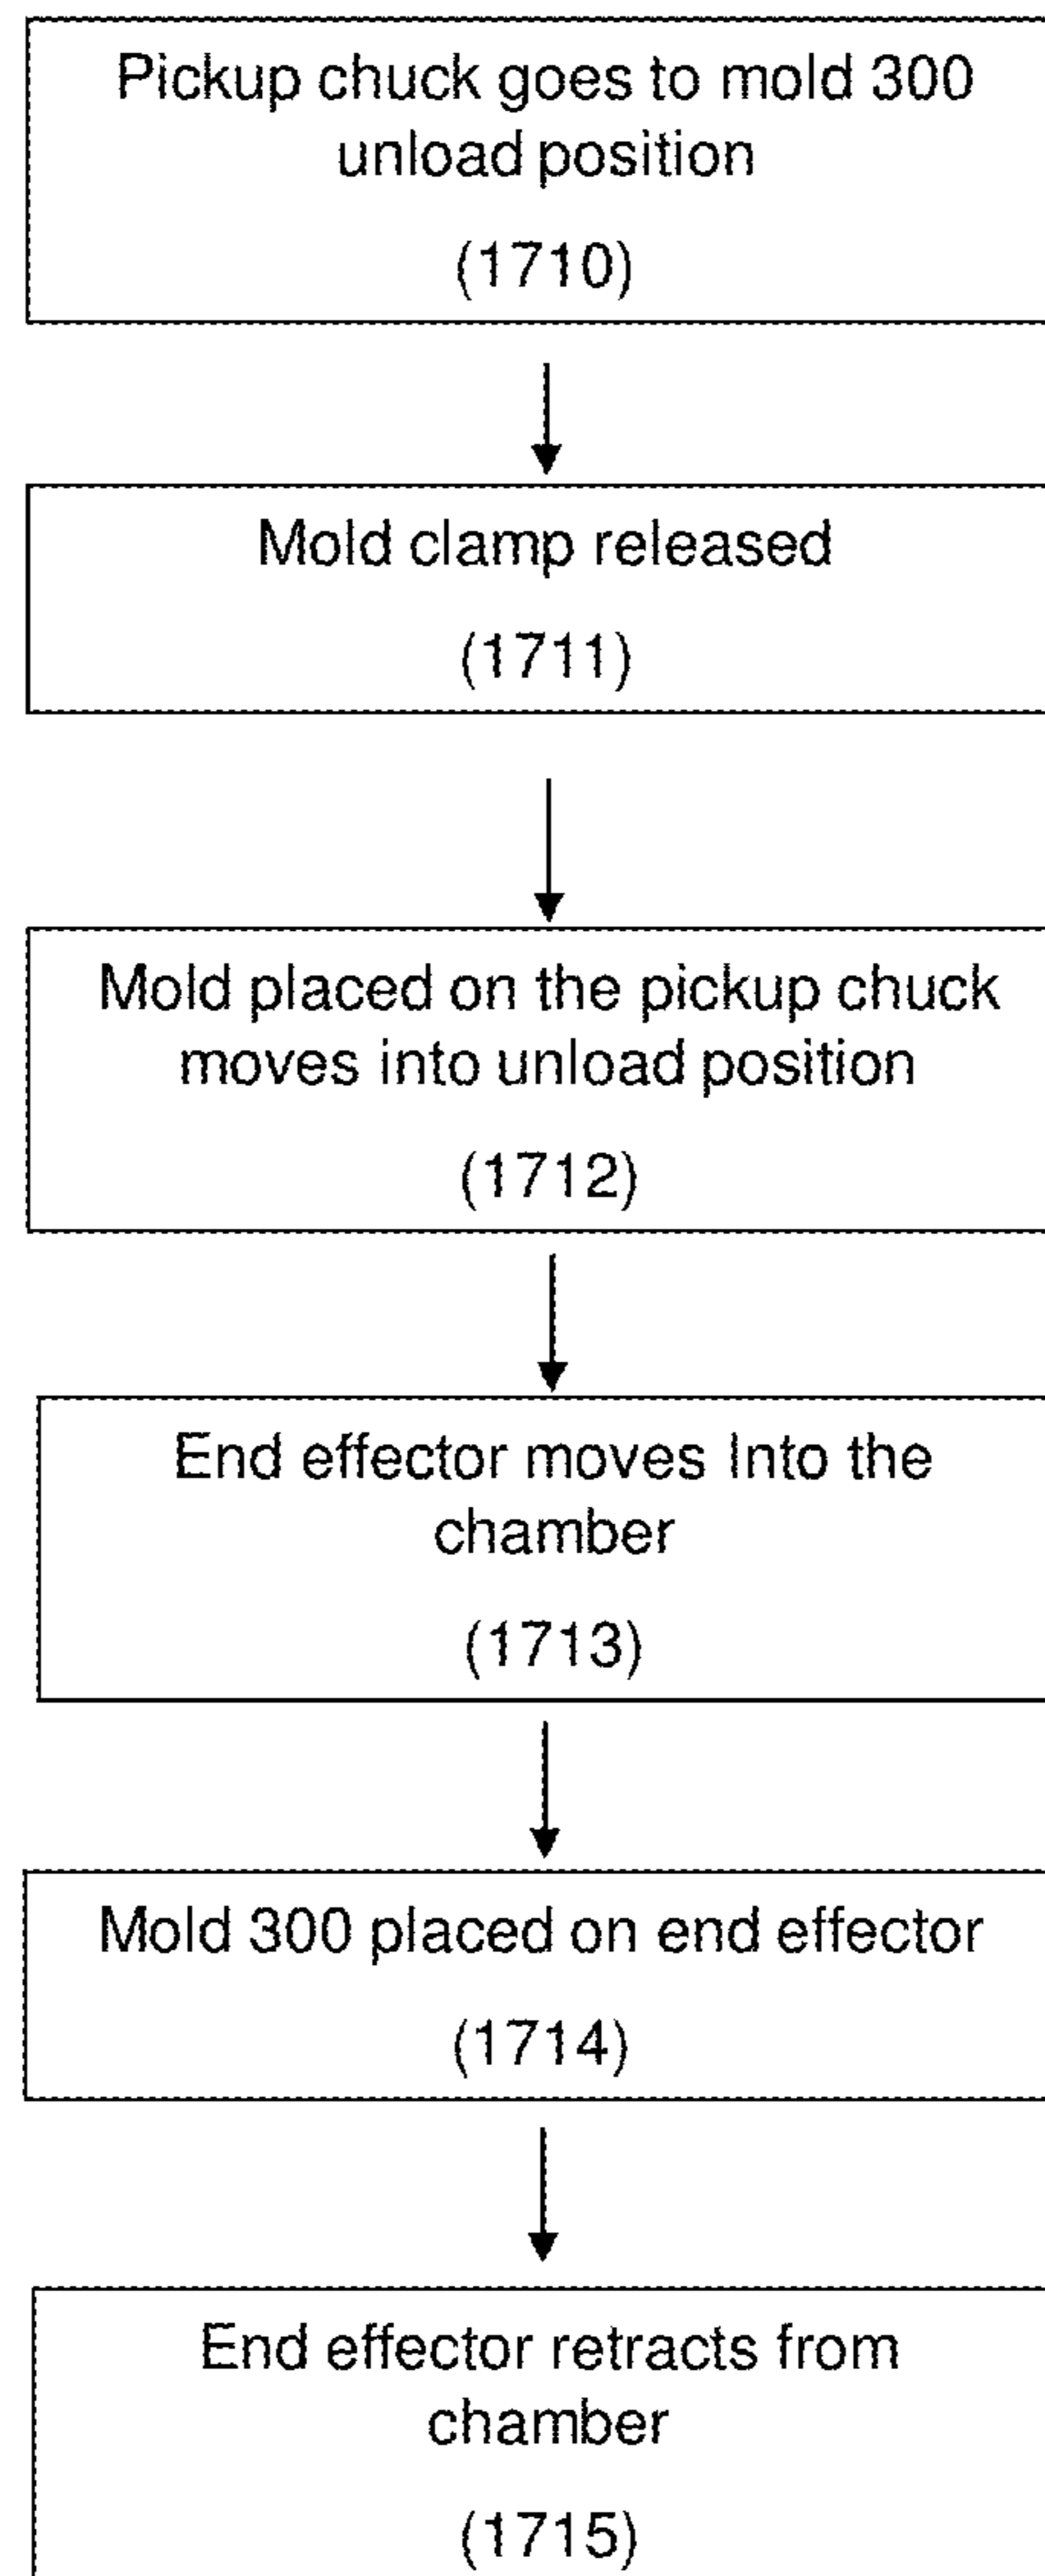 Pickup chuck goes to mold 300
unload position
(1710)
Mold clamp released
(1711)
Mold placed on the pickup chuck
moves into unload position
(1712)
End effector moves Into the
chamber
(1713)
Mold 300 placed on end effector
(1714)
End effector retracts from
chamber
(1715)